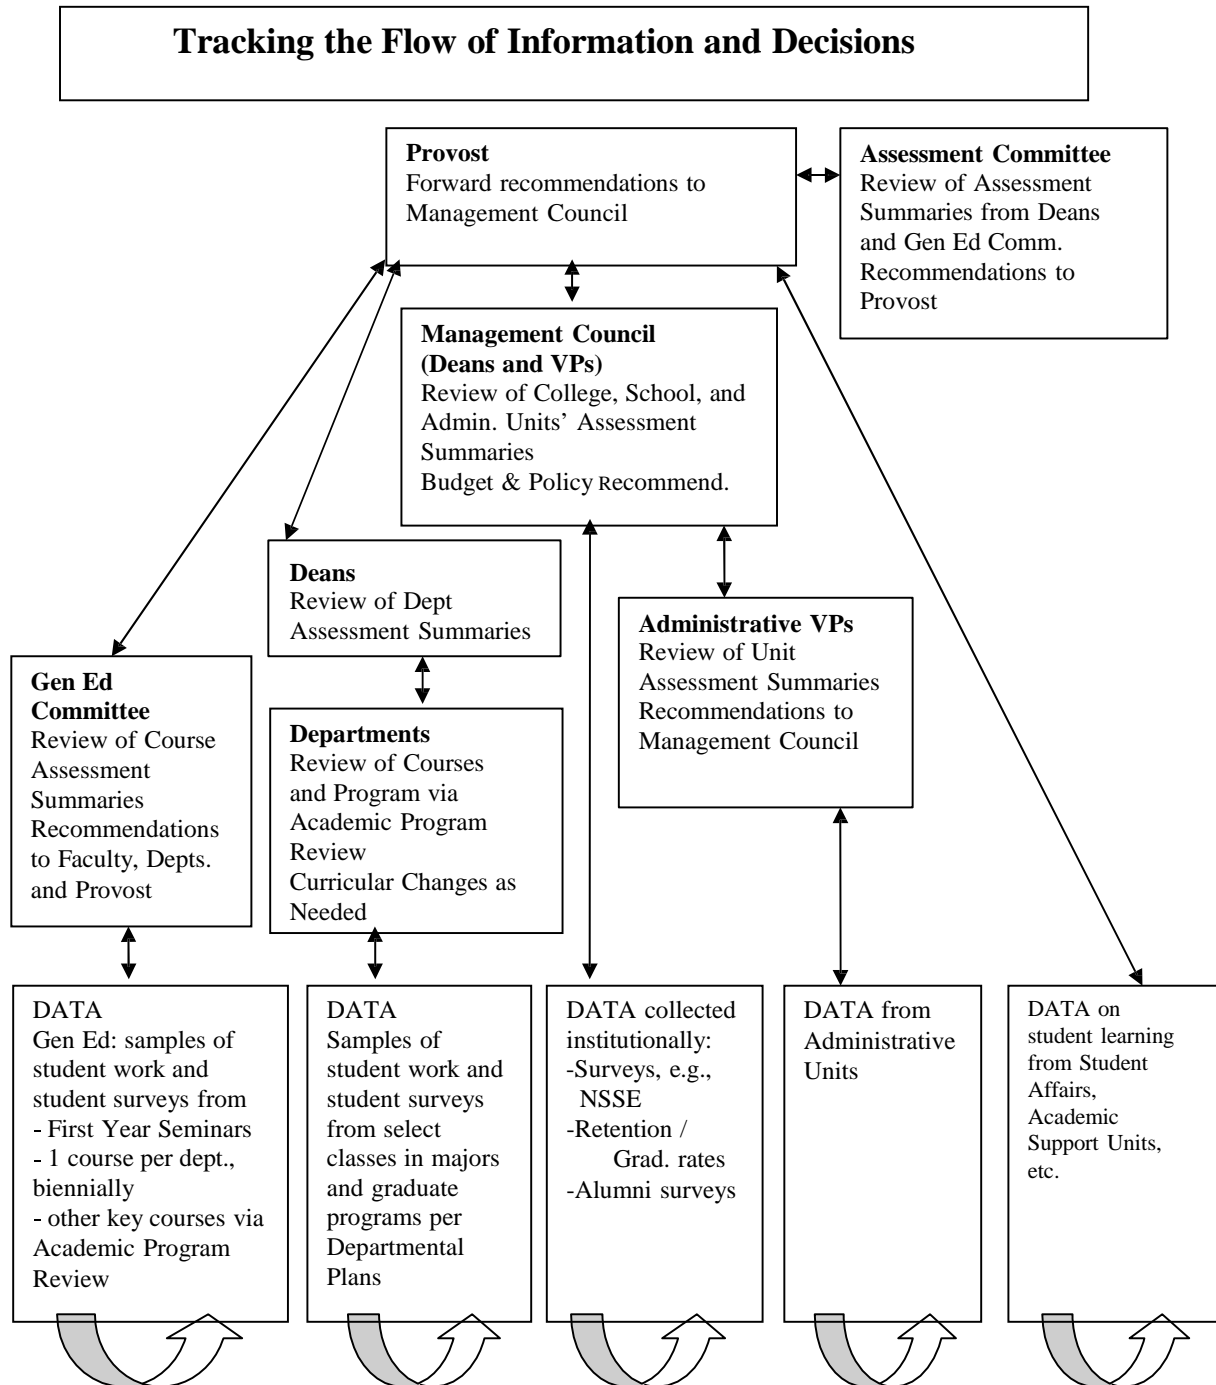 Tracking the Flow of Information and Decisions
Provost
Forward recommendations to
Management Council
Assessment Committee
Review of Assessment
Summaries from Deans
and Gen Ed Comm.
Recommendations to
Provost
Management Council
(Deans and VPs)
Review of College, School, and
Admin. Units’ Assessment
Summaries
Budget & Policy Recommend.
Deans
Review of Dept
Assessment Summaries
Administrative VPs
Review of Unit
Assessment Summaries
Recommendations to
Management Council
Gen Ed
Committee
Review of Course
Assessment
Summaries
Recommendations
to Faculty, Depts.
and Provost
Departments
Review of Courses
and Program via
Academic Program
Review
Curricular Changes as
Needed
DATA
Gen Ed: samples of
student work and
student surveys from
- First Year Seminars
- 1 course per dept.,
biennially
- other key courses via
Academic Program
Review
DATA
Samples of
student work and
student surveys
from select
classes in majors
and graduate
programs per
Departmental
Plans
DATA collected
institutionally:
-Surveys, e.g.,
NSSE
-Retention /
Grad. rates
-Alumni surveys
DATA from
Administrative
Units
DATA on
student learning
from Student
Affairs,
Academic
Support Units,
etc.